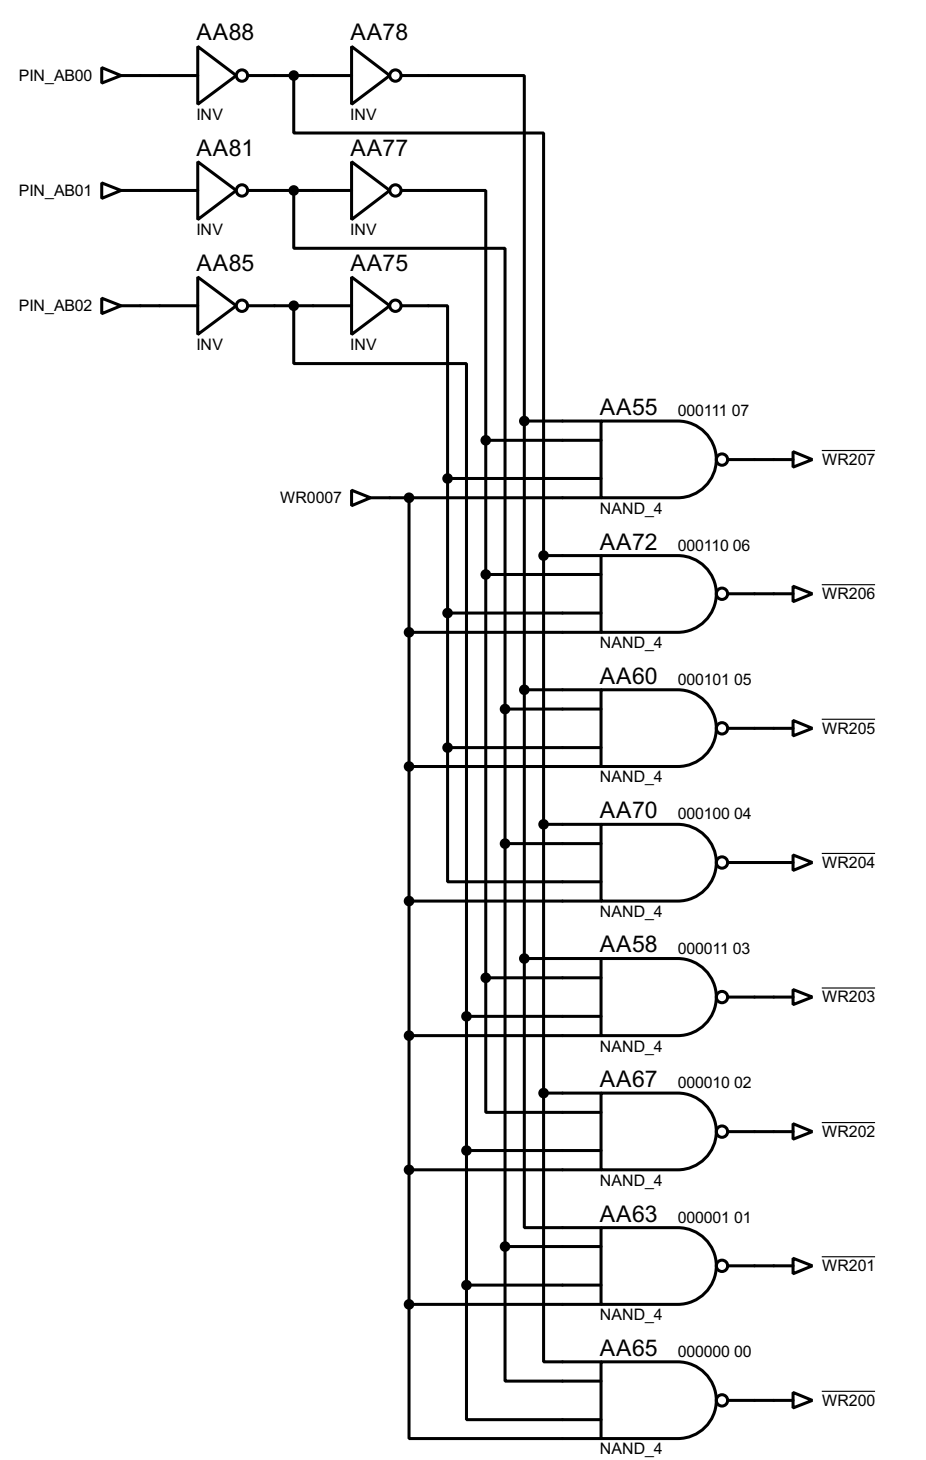 AA88 AA78
PIN_AB00
INV INV
AA81 AA77
PIN_AB01
INV INV
AA85 AA75
PIN_AB02
INV INV
AA55 000111 07
WR207
WR0007
NAND_4
AA72 000110 06
WR206
NAND_4
AA60 000101 05
WR205
NAND_4
AA70 000100 04
WR204
NAND_4
AA58 000011 03
WR203
NAND_4
AA67 000010 02
WR202
NAND_4
AA63 000001 01
WR201
NAND_4
AA65 000000 00
WR200
NAND_4